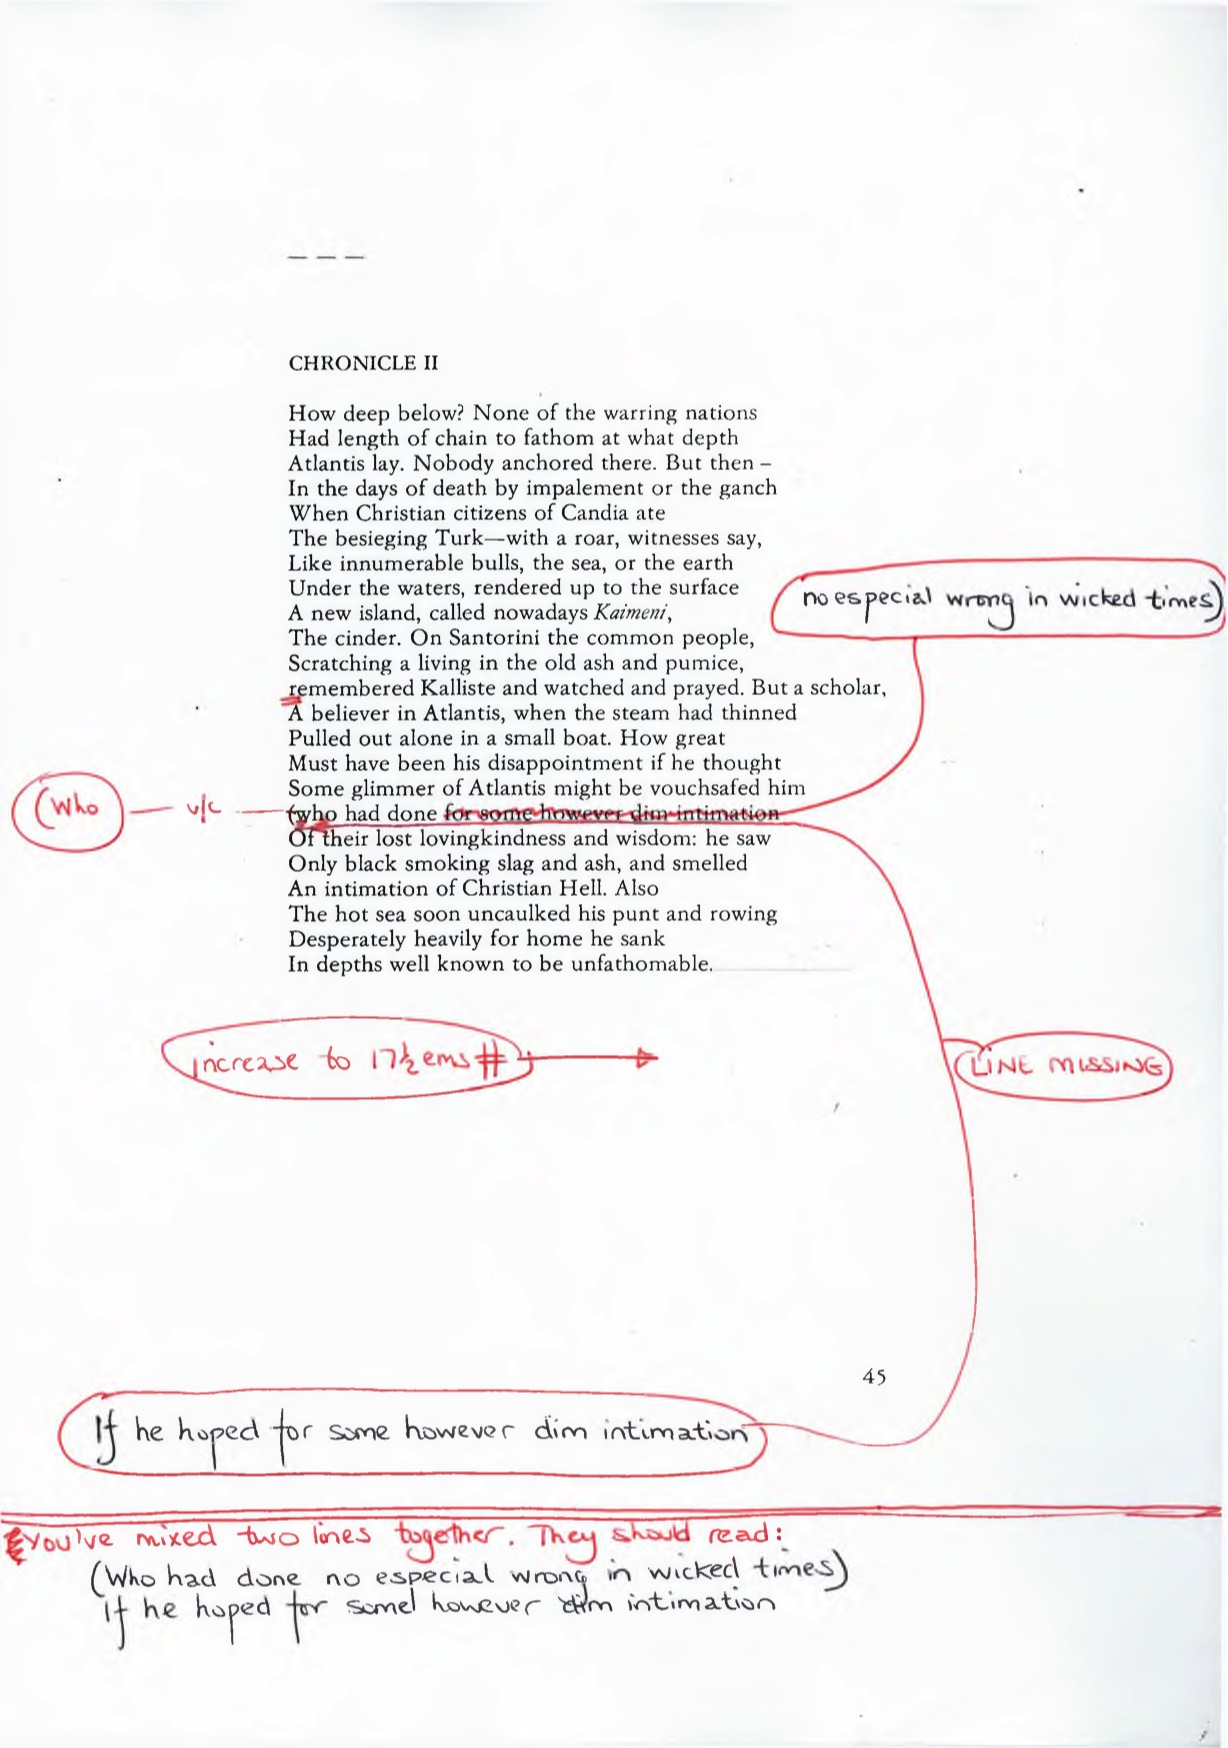 – – –
CHRONICLE II
How deep below? None of the warring nations
Had length of chain to fathom at what depth
Atlantis lay. Nobody anchored there. But then –
In the days of death by impalement or the ganch
When Christian citizens of Candia ate
The besieging Turk—with a roar, witnesses say,
Like innumerable bulls, the sea, or the earth
Under the waters, rendered up to the surface
no especial wrong in wicked times)
A new island, called nowadays Kaimeni,
The cinder. On Santorini the common people,
Scratching a living in the old ash and pumice,
remembered Kalliste and watched and prayed. But a scholar,
A believer in Atlantis, when the steam had thinned
Pulled out alone in a small boat. How great
Must have been his disappointment if he thought
Some glimmer of Atlantis might be vouchsafed him
(Who u/c (who had done for some however dim intimation
Of their lost lovingkindness and wisdom: he saw
Only black smoking slag and ash, and smelled
An intimation of Christian Hell. Also
The hot sea soon uncaulked his punt and rowing
Desperately heavily for home he sank
In depths well known to be unfathomable.
increase to 17½ ems #
LINE MISSING
45
If he hoped for some however dim intimation
You've mixed two lines together. They should read:
(Who had done no especial wrong in wicked times)
If he hoped for somel however dim intimation